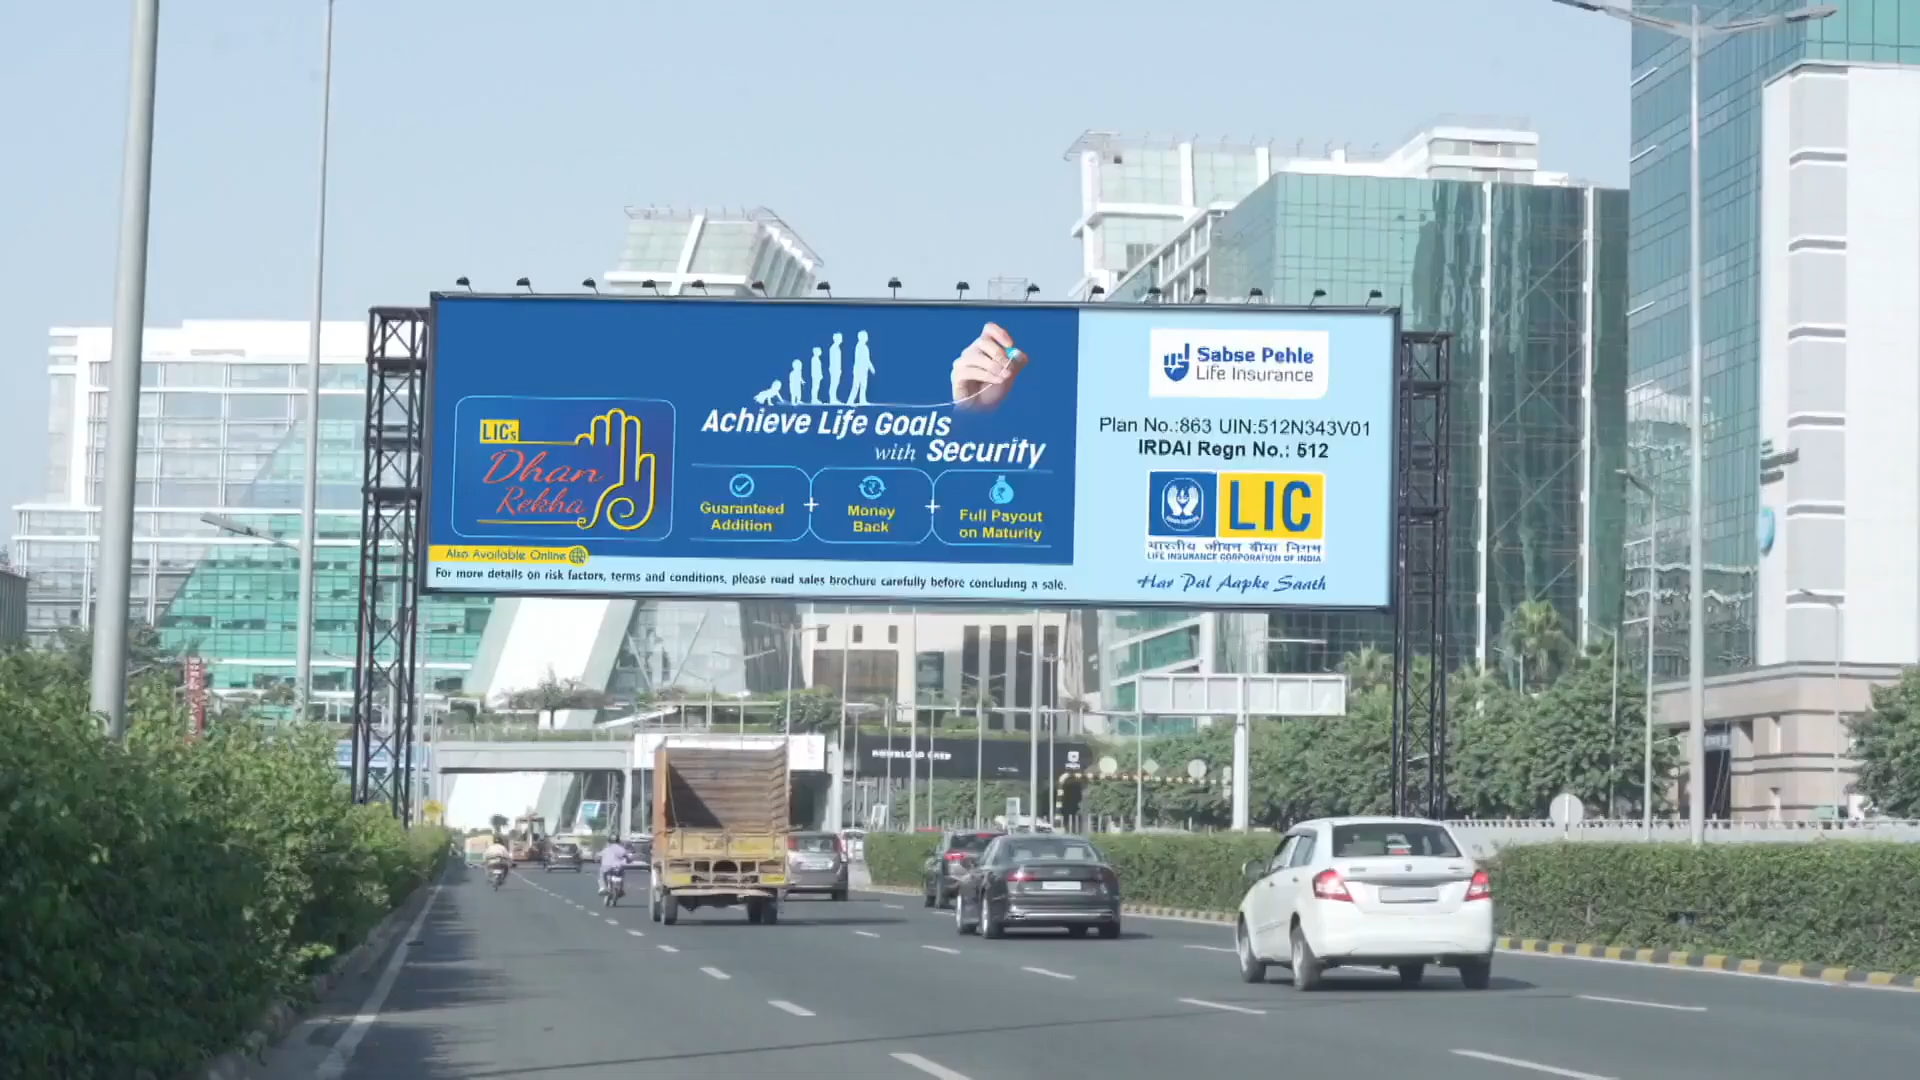 LIC's
Dhan
Rekha
Also Available Online
Achieve Life Goals
with Security
Guaranteed
Addition
+
Money
Back
+
Full Payout
on Maturity
For more details on risk factors, terms and conditions, please read sales brochure carefully before concluding a sale.
Sabse Pehle
Life Insurance
Plan No.:863 UIN:512N343V01
IRDAI Regn No.: 512
LIC
भारतीय जीवन बीमा निगम
LIFE INSURANCE CORPORATION OF INDIA
Har Pal Aapke Saath